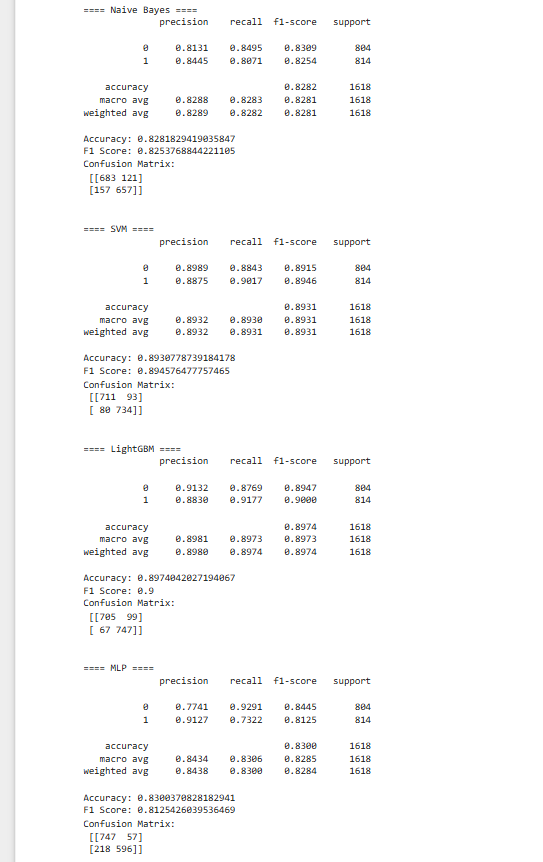 ==== Naive Bayes ====
precision recall f1-score support
0 0.8131 0.8495 0.8309 804
1 0.8445 0.8071 0.8254 814
accuracy 0.8282 1618
macro avg 0.8288 0.8283 0.8281 1618
weighted avg 0.8289 0.8282 0.8281 1618
Accuracy: 0.8281829419035847
F1 Score: 0.8253768844221105
Confusion Matrix:
[[683 121]
[157 657]]
==== SVM ====
precision recall f1-score support
0 0.8989 0.8843 0.8915 804
1 0.8875 0.9017 0.8946 814
accuracy 0.8931 1618
macro avg 0.8932 0.8930 0.8931 1618
weighted avg 0.8932 0.8931 0.8931 1618
Accuracy: 0.8930778739184178
F1 Score: 0.894576477757465
Confusion Matrix:
[[711 93]
[ 80 734]]
==== LightGBM ====
precision recall f1-score support
0 0.9132 0.8769 0.8947 804
1 0.8830 0.9177 0.9000 814
accuracy 0.8974 1618
macro avg 0.8981 0.8973 0.8973 1618
weighted avg 0.8980 0.8974 0.8974 1618
Accuracy: 0.8974042027194067
F1 Score: 0.9
Confusion Matrix:
[[705 99]
[ 67 747]]
==== MLP ====
precision recall f1-score support
0 0.7741 0.9291 0.8445 804
1 0.9127 0.7322 0.8125 814
accuracy 0.8300 1618
macro avg 0.8434 0.8306 0.8285 1618
weighted avg 0.8438 0.8300 0.8284 1618
Accuracy: 0.8300370828182941
F1 Score: 0.8125426039536469
Confusion Matrix:
[[747 57]
[218 596]]